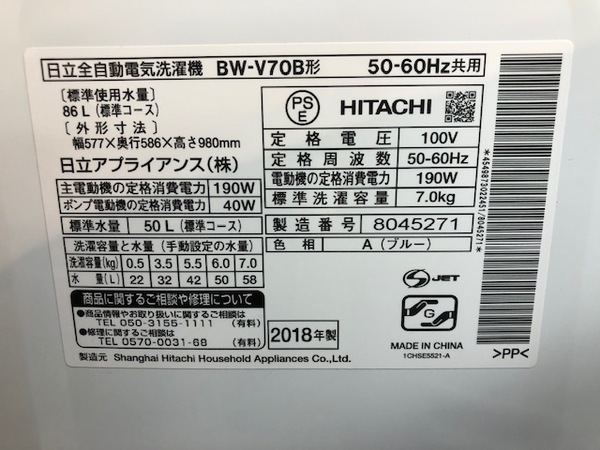 日立全自動電気洗濯機 BW-V70B形 50-60Hz共用
〔標準使用水量〕
86L（標準コース）
〔外形寸法〕
幅577×奥行586×高さ980mm
日立アプライアンス（株）
主電動機の定格消費電力 190W
ポンプ電動機の定格消費電力 40W
標準水量 50L（標準コース）
洗濯容量と水量（手動設定の水量）
洗濯容量(kg) 0.5 3.5 5.5 6.0 7.0
水量(L) 22 32 42 50 58
商品に関するご相談や修理について
●商品情報やお取り扱いに関するご相談
TEL 050-3155-1111 （有料）
●修理に関するご相談
TEL 0570-0031-68 （有料）
2018年製
製造元 Shanghai Hitachi Household Appliances Co.,Ltd.
PS
E
HITACHI
定格電圧 100V
定格周波数 50-60Hz
電動機の定格消費電力 190W
標準洗濯容量 7.0kg
製造番号 8045271
色相 A（ブルー）
S JET
G
MADE IN CHINA
1CHSE5521-A
*4549873022451/8045271*
>PP<